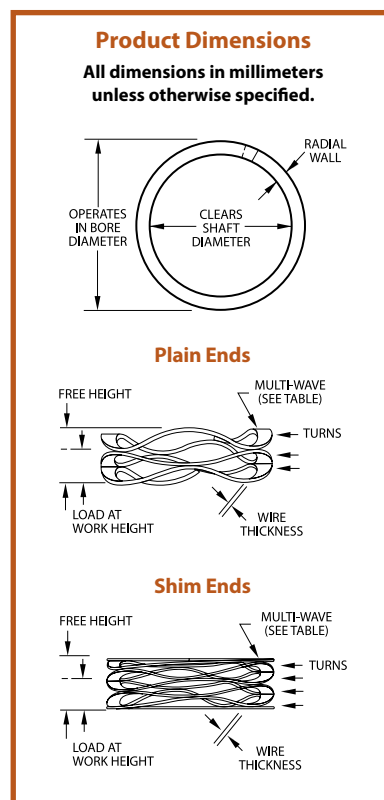 Product Dimensions
All dimensions in millimeters
unless otherwise specified.
RADIAL
WALL
OPERATES
IN BORE
DIAMETER
CLEARS
SHAFT
DIAMETER
Plain Ends
FREE HEIGHT
MULTI-WAVE
(SEE TABLE)
TURNS
LOAD AT
WORK HEIGHT
WIRE
THICKNESS
Shim Ends
FREE HEIGHT
MULTI-WAVE
(SEE TABLE)
TURNS
LOAD AT
WORK HEIGHT
WIRE
THICKNESS